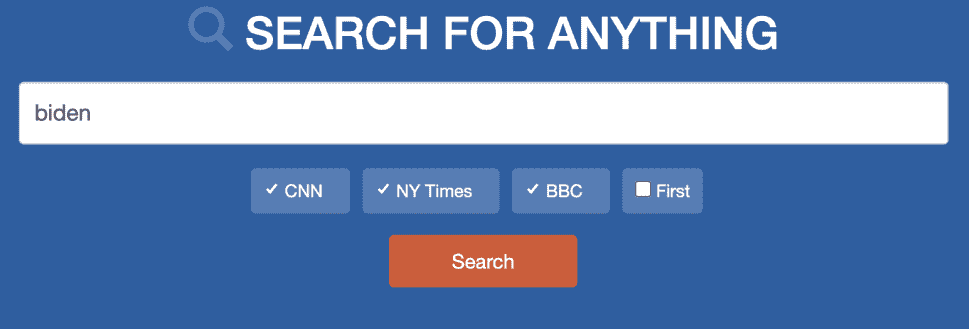 SEARCH FOR ANYTHING
biden
CNN NY Times BBC First
Search